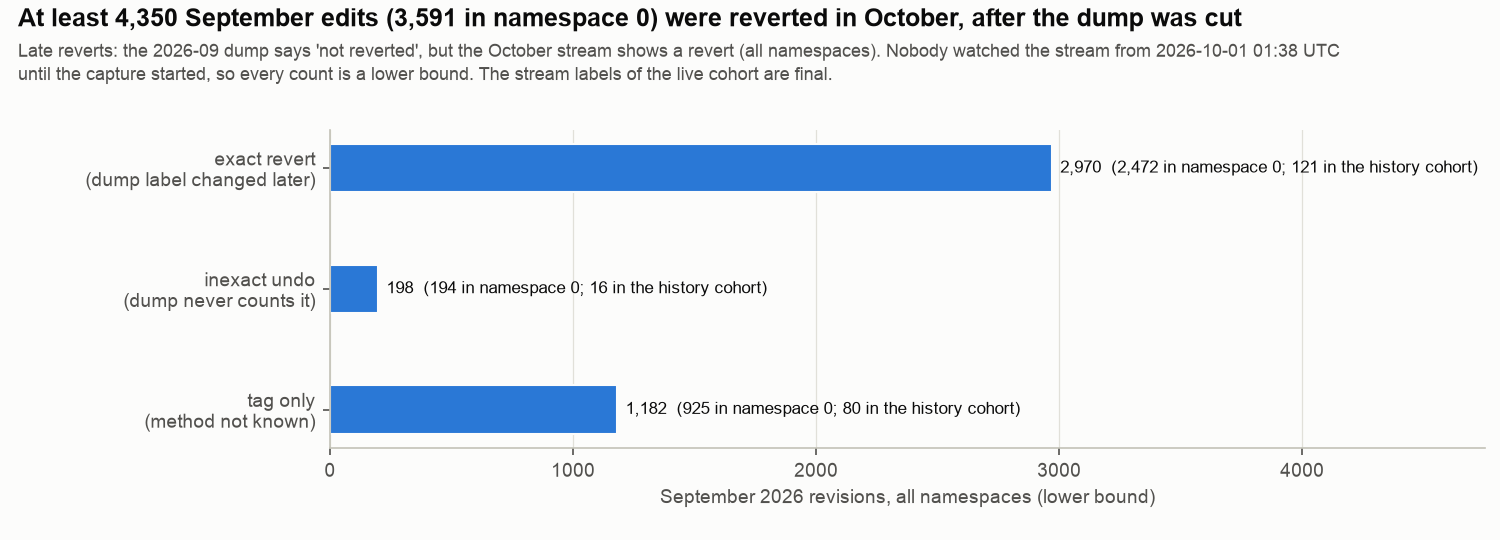 At least 4,350 September edits (3,591 in namespace 0) were reverted in October, after the dump was cut
Late reverts: the 2026-09 dump says 'not reverted', but the October stream shows a revert (all namespaces). Nobody watched the stream from 2026-10-01 01:38 UTC
until the capture started, so every count is a lower bound. The stream labels of the live cohort are final.
exact revert
(dump label changed later)
2,970 (2,472 in namespace 0; 121 in the history cohort)
inexact undo
(dump never counts it)
198 (194 in namespace 0; 16 in the history cohort)
tag only
(method not known)
1,182 (925 in namespace 0; 80 in the history cohort)
0 1000 2000 3000 4000
September 2026 revisions, all namespaces (lower bound)